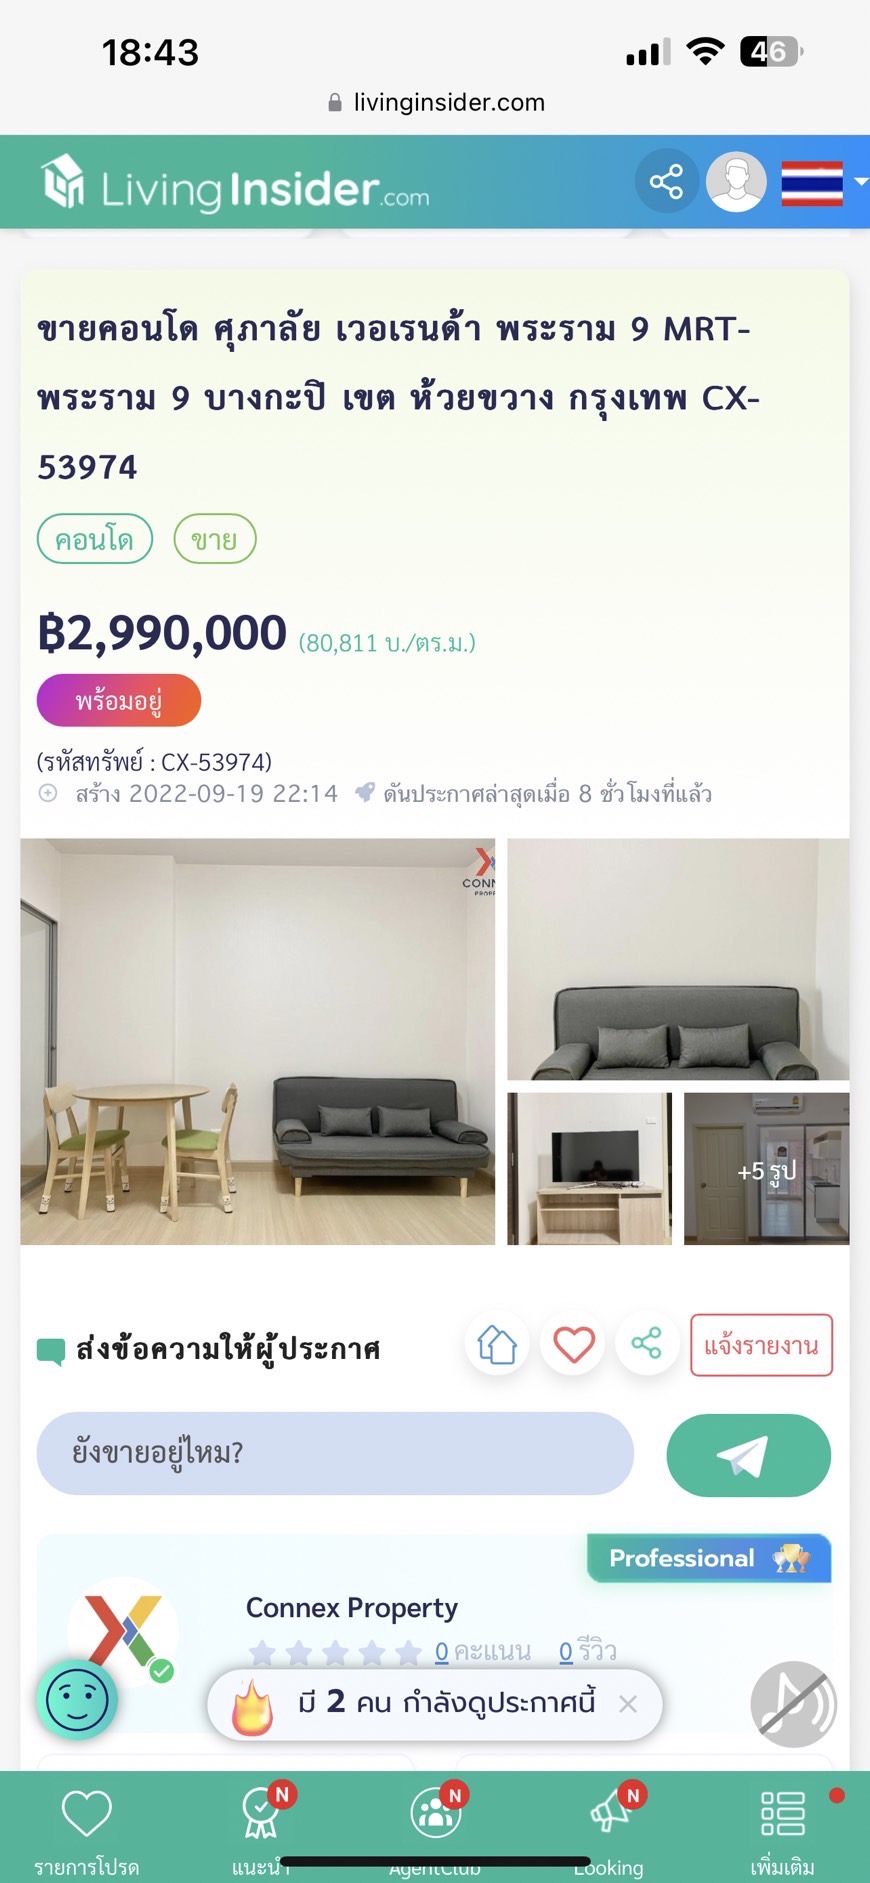 18:43
46
livinginsider.com
LivingInsider.com
ขายคอนโด ศุภาลัย เวอเรนด้า พระราม 9 MRT-
พระราม 9 บางกะปิ เขต ห้วยขวาง กรุงเทพ CX-
53974
คอนโด ขาย
฿2,990,000 (80,811 บ./ตร.ม.)
พร้อมอยู่
(รหัสทรัพย์ : CX-53974)
สร้าง 2022-09-19 22:14 ดันประกาศล่าสุดเมื่อ 8 ชั่วโมงที่แล้ว
+5 รูป
ส่งข้อความให้ผู้ประกาศ
แจ้งรายงาน
ยังขายอยู่ไหม?
Professional
Connex Property
0 คะแนน 0 รีวิว
มี 2 คน กำลังดูประกาศนี้
N N N
รายการโปรด แนะนำ AgentClub Looking เพิ่มเติม